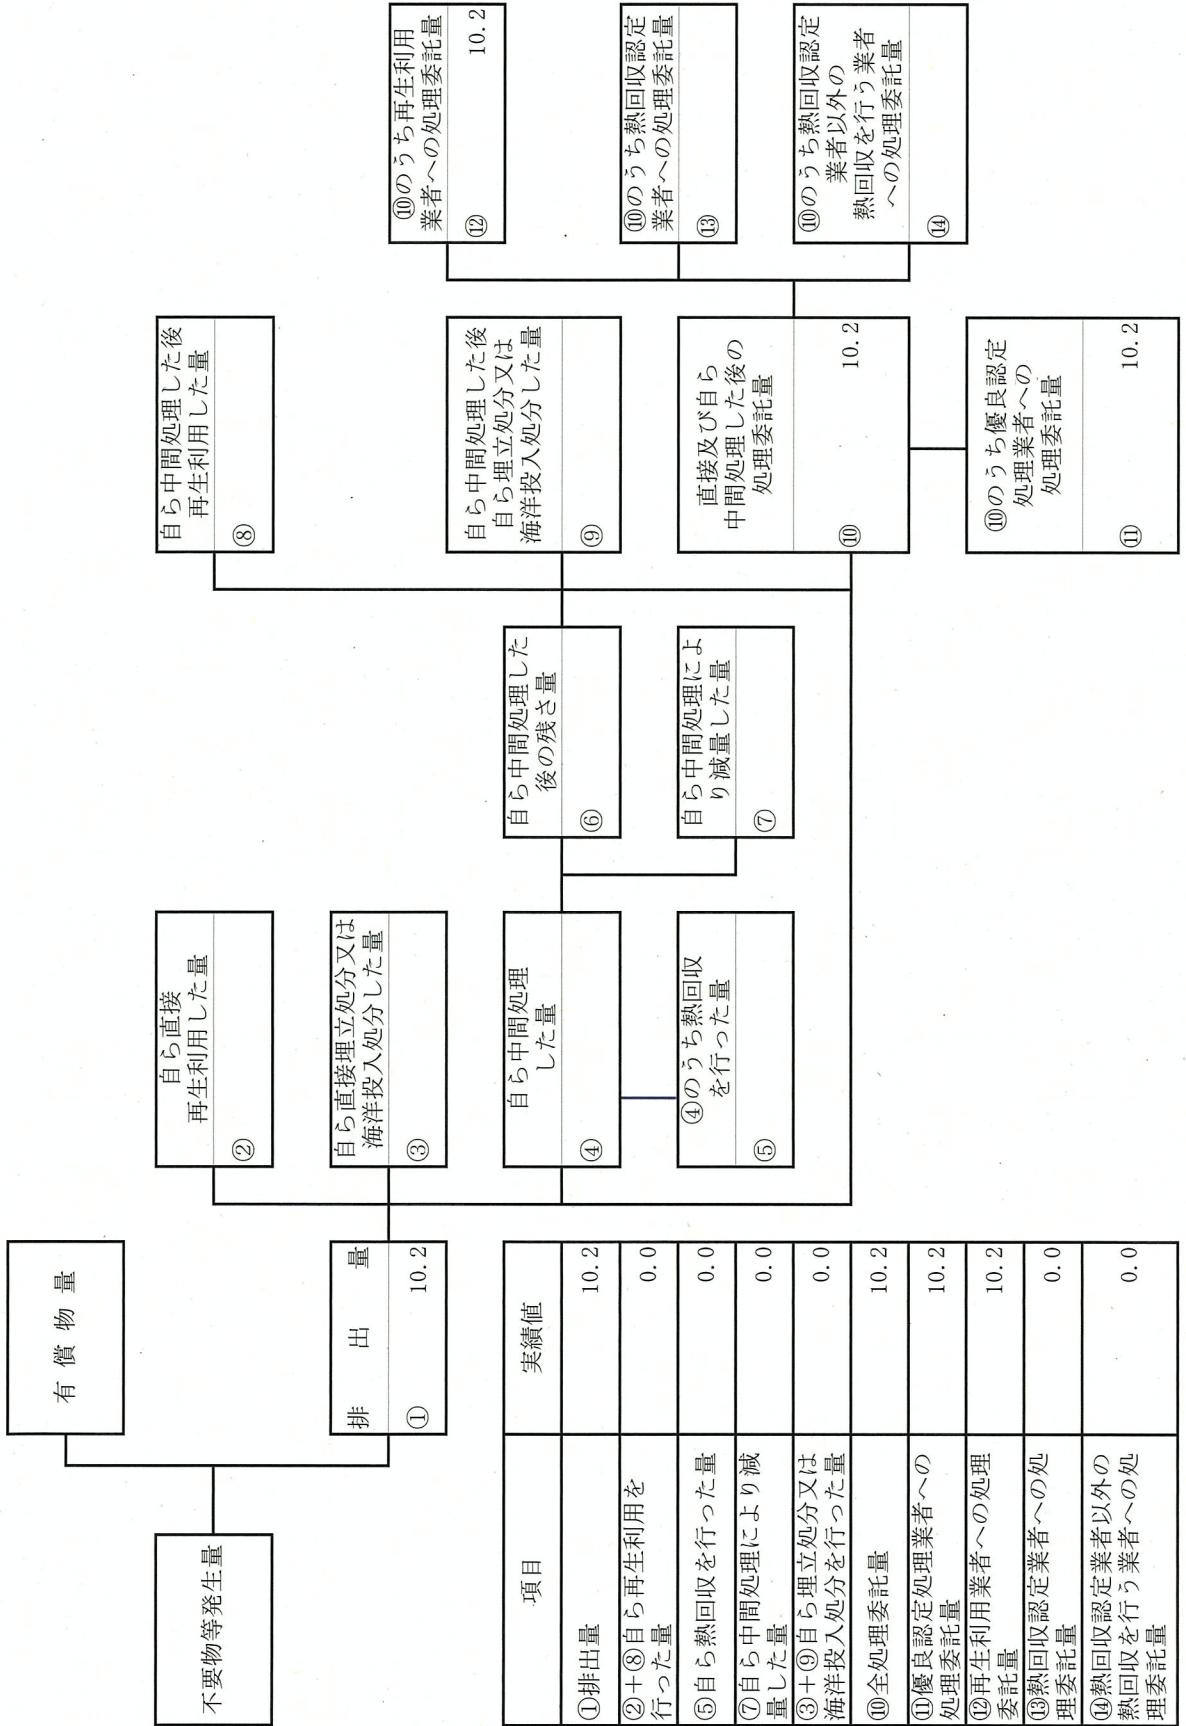 不要物等発生量
有償物量
排出量
① 10.2
自ら直接
再生利用した量
②
自ら直接埋立処分又は
海洋投入処分した量
③
自ら中間処理
した量
④
④のうち熱回収
を行った量
⑤
自ら中間処理した
後の残さ量
⑥
自ら中間処理によ
り減量した量
⑦
自ら中間処理した後
再生利用した量
⑧
自ら中間処理した後
自ら埋立処分又は
海洋投入処分した量
⑨
直接及び自ら
中間処理した後の
処理委託量
⑩ 10.2
⑩のうち優良認定
処理業者への
処理委託量
⑪ 10.2
⑩のうち再生利用
業者への処理委託量
⑫ 10.2
⑩のうち熱回収認定
業者への処理委託量
⑬
⑩のうち熱回収認定
業者以外の
熱回収を行う業者
への処理委託量
⑭
項目 実績値
①排出量 10.2
②+⑧自ら再生利用を
行った量 0.0
⑤自ら熱回収を行った量 0.0
⑦自ら中間処理により減
量した量 0.0
③+⑨自ら埋立処分又は
海洋投入処分を行った量 0.0
⑩全処理委託量 10.2
⑪優良認定処理業者への
処理委託量 10.2
⑫再生利用業者への処理
委託量 10.2
⑬熱回収認定業者への処
理委託量 0.0
⑭熱回収認定業者以外の
熱回収を行う業者への処
理委託量 0.0